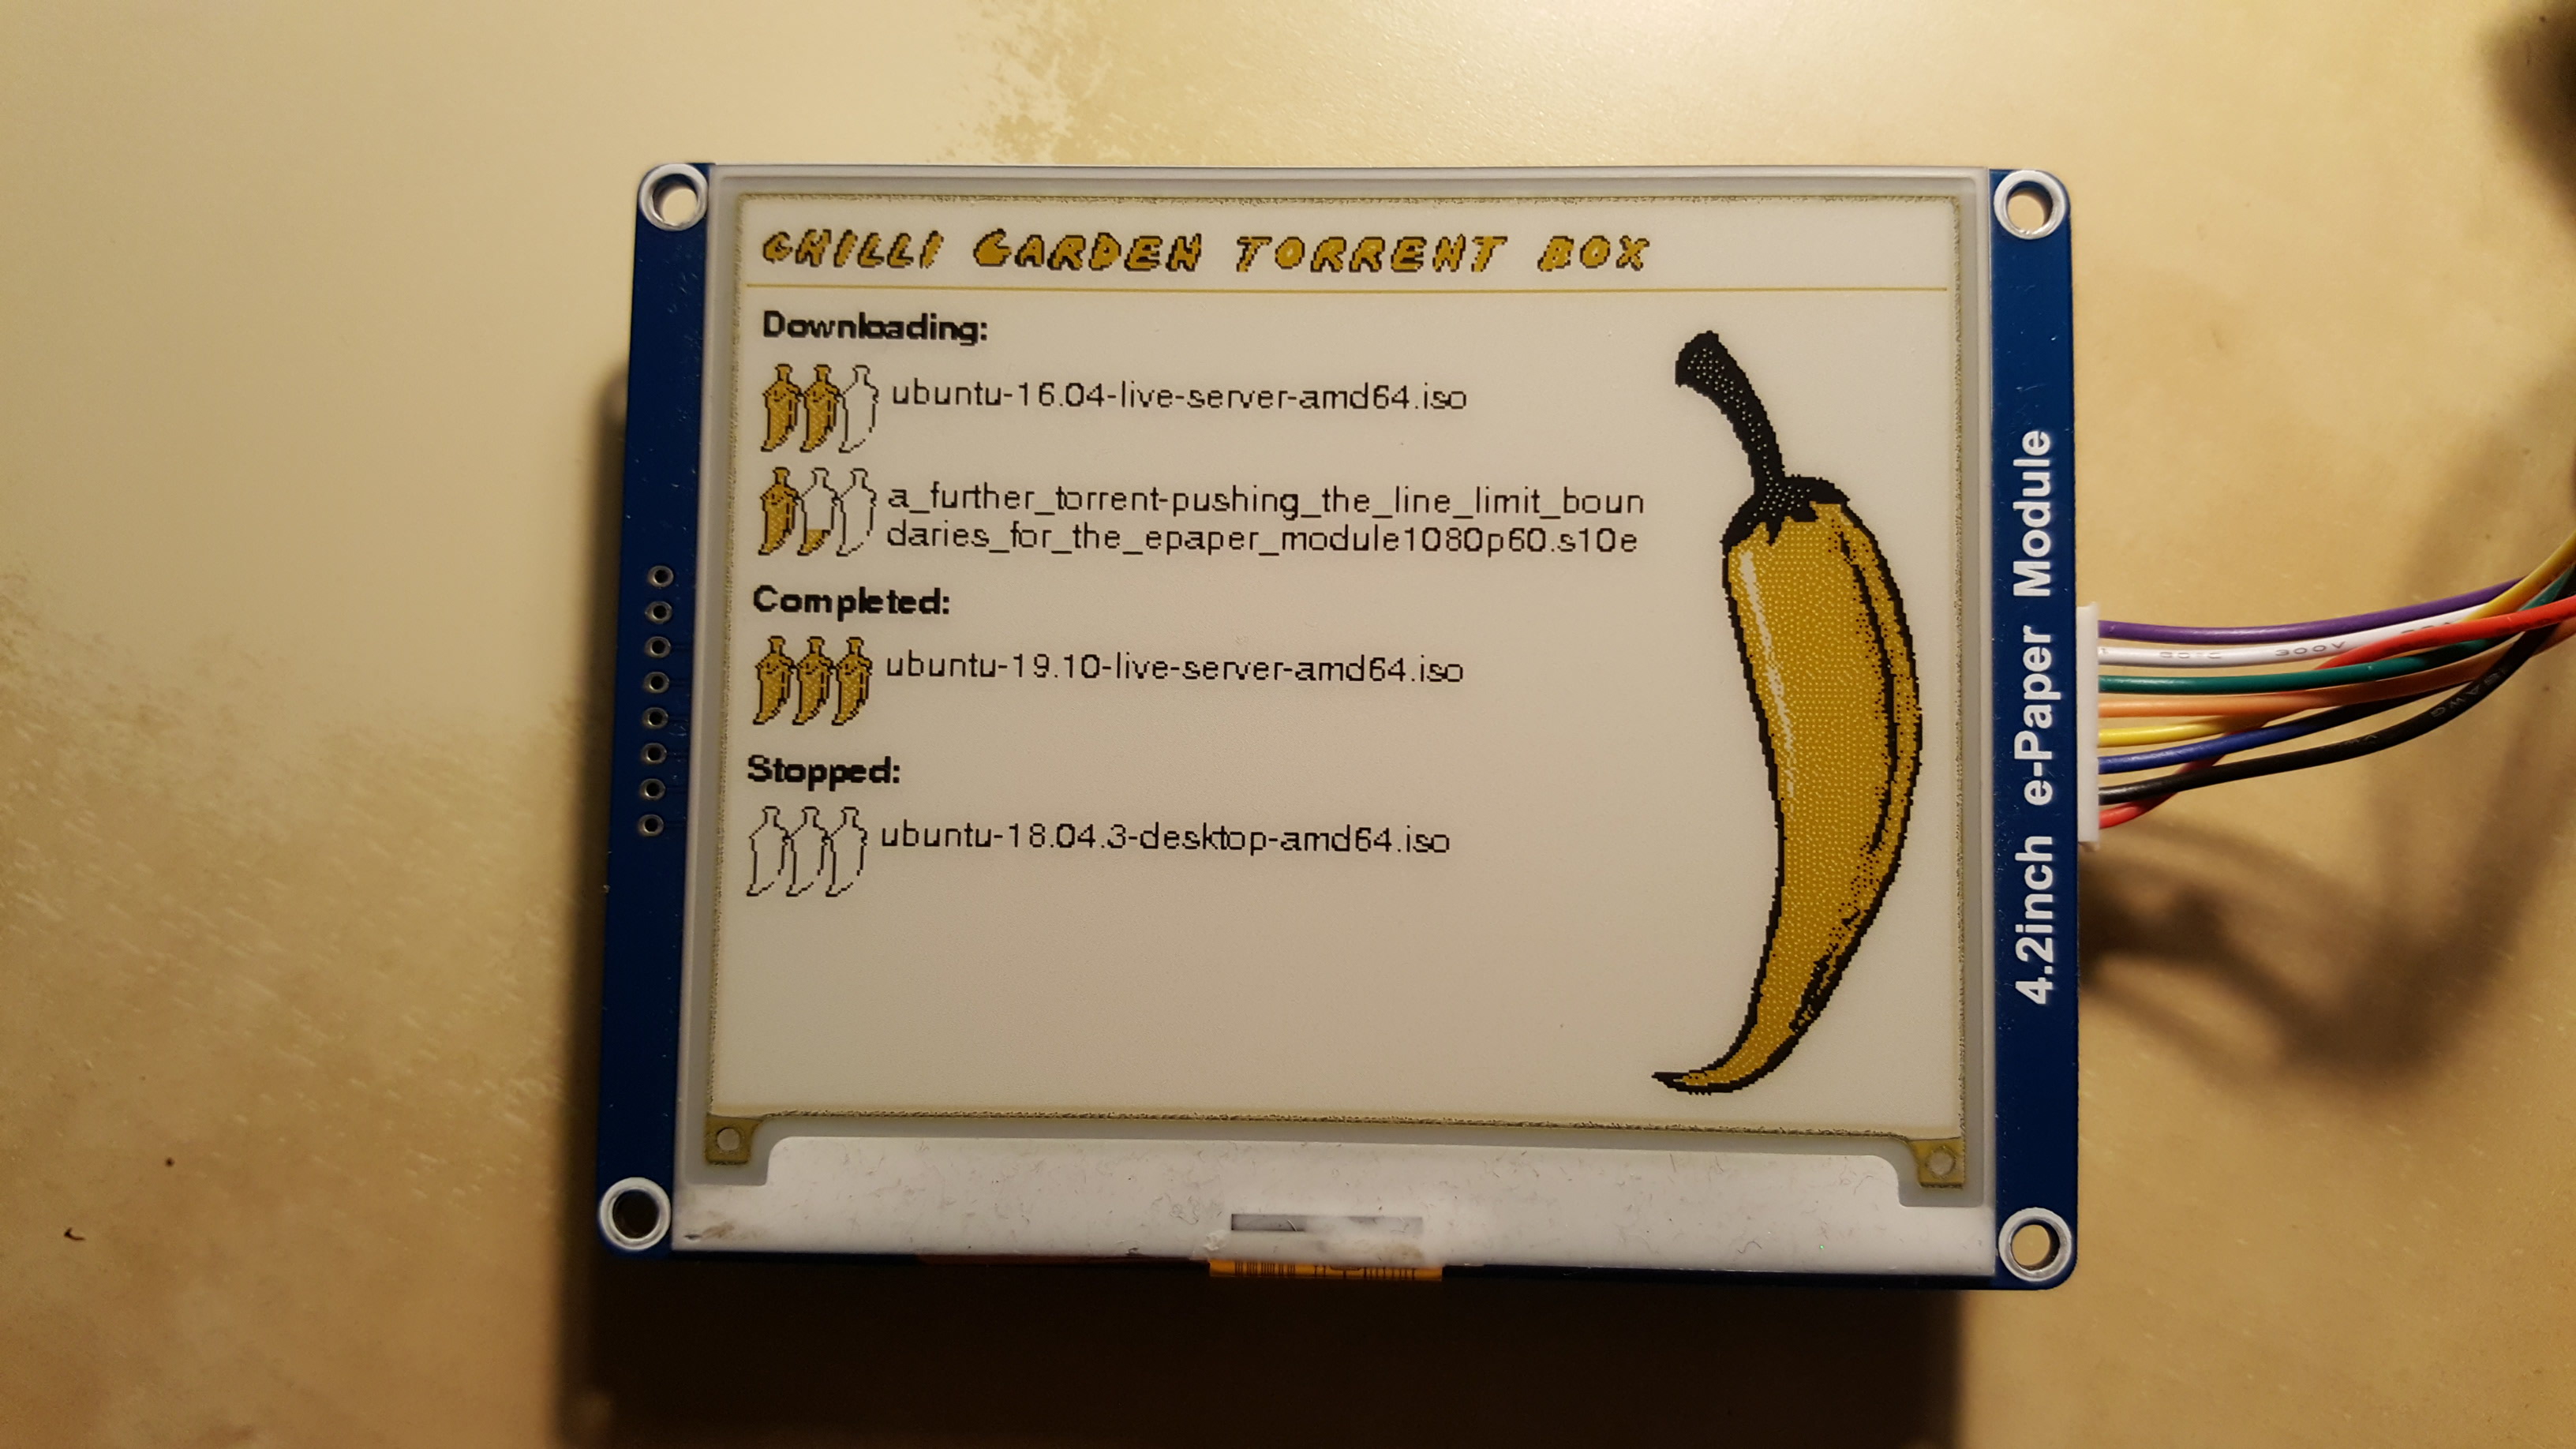 CHILLI GARDEN TORRENT BOX
Downloading:
ubuntu-16.04-live-server-amd64.iso
a_further_torrent-pushing_the_line_limit_boun
daries_for_the_epaper_module1080p60.s10e
Completed:
ubuntu-19.10-live-server-amd64.iso
Stopped:
ubuntu-18.04.3-desktop-amd64.iso
4.2inch e-Paper Module
300V